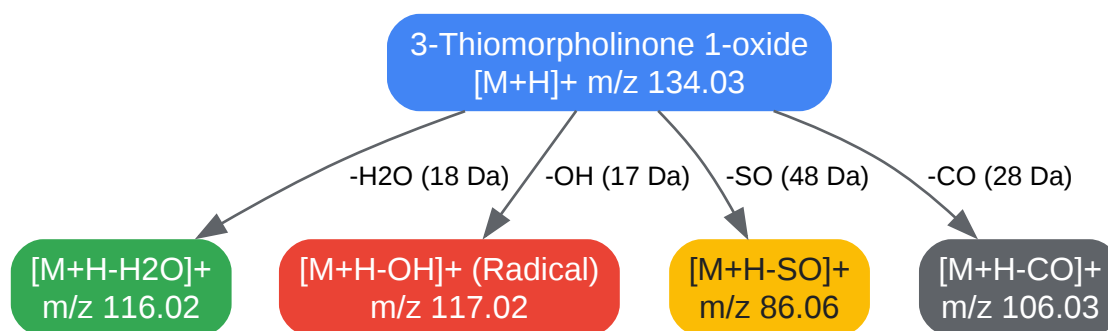 3-Thiomorpholinone 1-oxide
[M+H]+ m/z 134.03
-H2O (18 Da)
-OH (17 Da)
-SO (48 Da)
-CO (28 Da)
[M+H-H2O]+
m/z 116.02
[M+H-OH]+ (Radical)
m/z 117.02
[M+H-SO]+
m/z 86.06
[M+H-CO]+
m/z 106.03